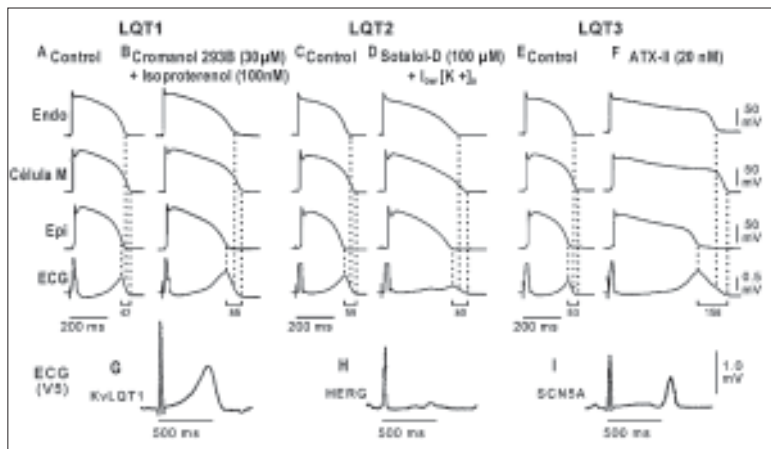 LQT1 LQT2 LQT3
A Control B Cromanol 293B (30µM) C Control D Sotalol-D (100 µM) E Control F ATX-II (20 nM)
+ Isoproterenol (100nM)
Endo
50 mV
Célula M
50 mV
Epi
50 mV
ECG
0.5 mV
200 ms 200 ms 200 ms
ECG (V5)
G KvLQT1
H HERG
I SCN5A
1.0 mV
500 ms 500 ms 500 ms